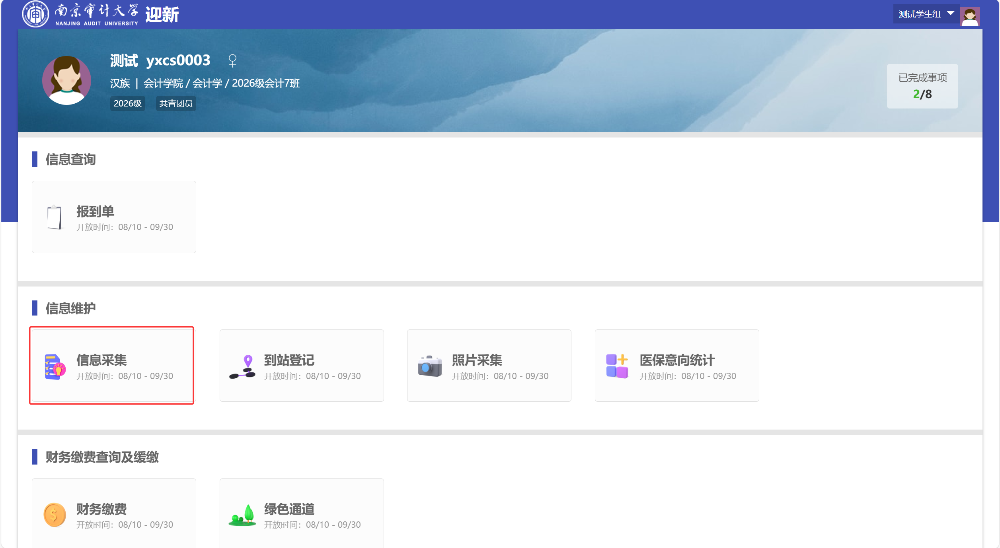 南京审计大学
NANJING AUDIT UNIVERSITY
迎新
测试学生组
测试 yxcs0003 ♀
汉族 | 会计学院 / 会计学 / 2026级会计7班
2026级 共青团员
已完成事项
2/8
信息查询
报到单
开放时间：08/10 - 09/30
信息维护
信息采集
开放时间：08/10 - 09/30
到站登记
开放时间：08/10 - 09/30
照片采集
开放时间：08/10 - 09/30
医保意向统计
开放时间：08/10 - 09/30
财务缴费查询及缓缴
财务缴费
开放时间：08/10 - 09/30
绿色通道
开放时间：08/10 - 09/30